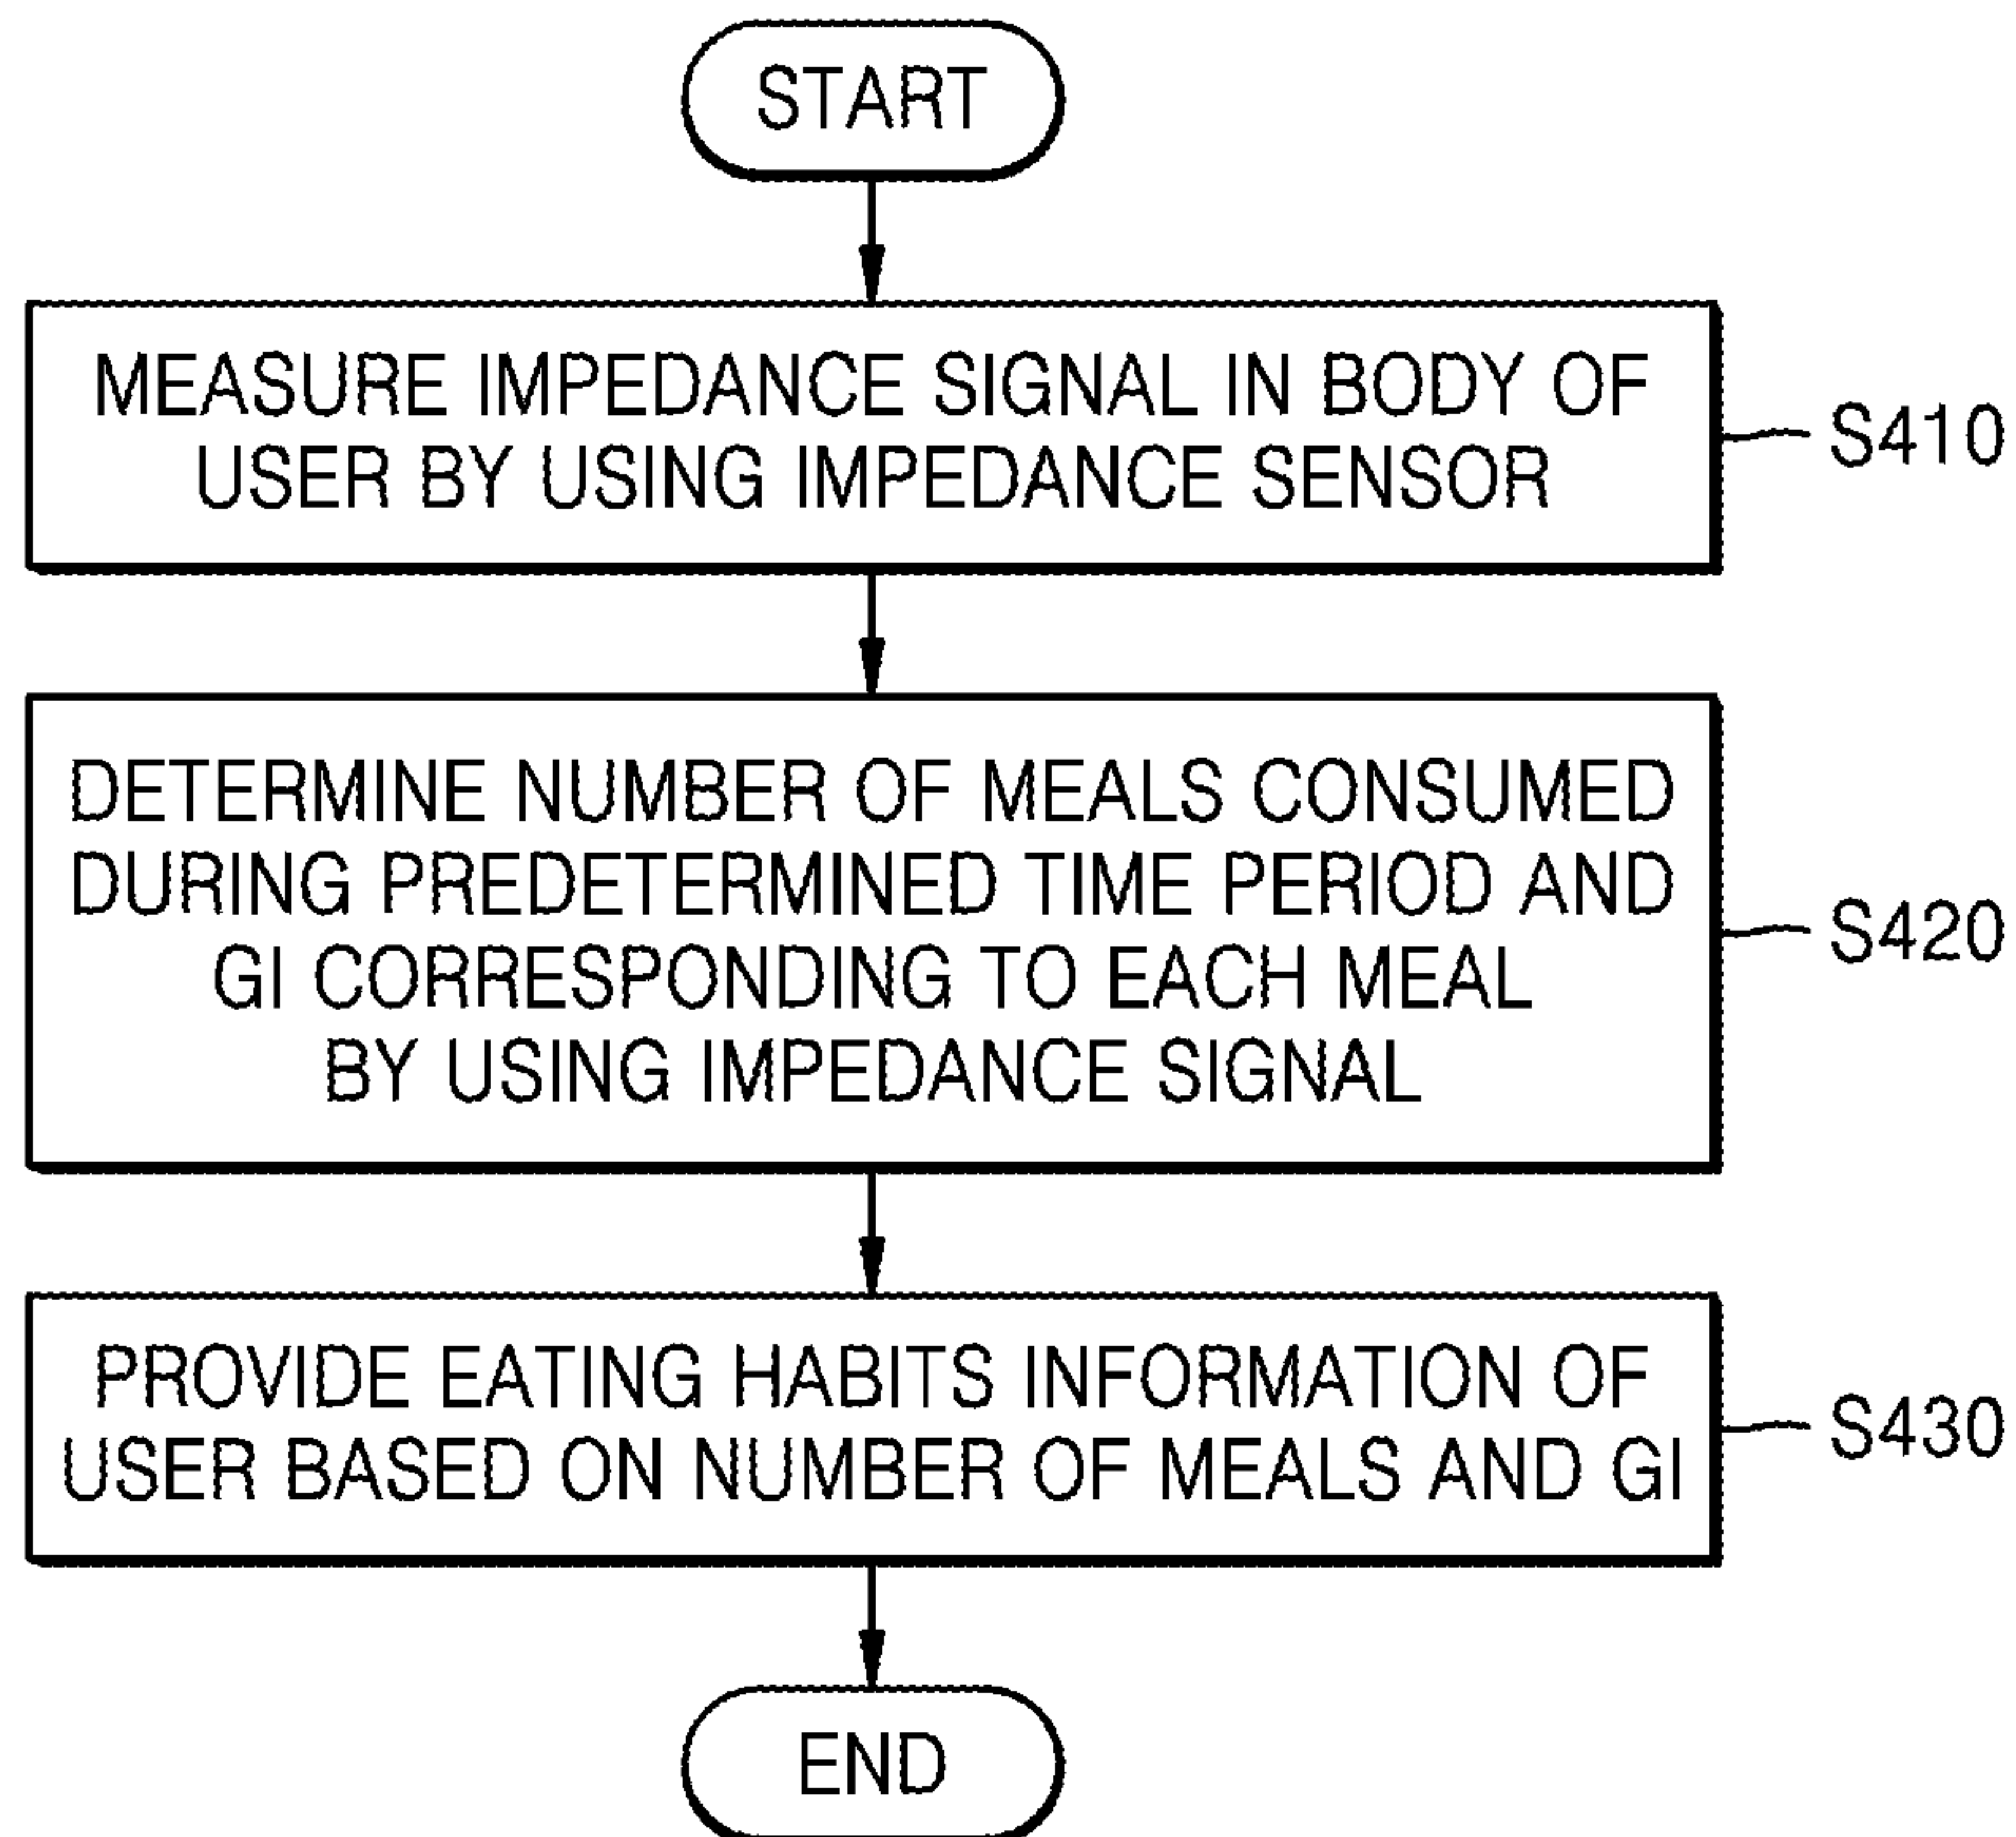 START
MEASURE IMPEDANCE SIGNAL IN BODY OF
USER BY USING IMPEDANCE SENSOR
S410
DETERMINE NUMBER OF MEALS CONSUMED
DURING PREDETERMINED TIME PERIOD AND
GI CORRESPONDING TO EACH MEAL
BY USING IMPEDANCE SIGNAL
S420
PROVIDE EATING HABITS INFORMATION OF
USER BASED ON NUMBER OF MEALS AND GI
S430
END